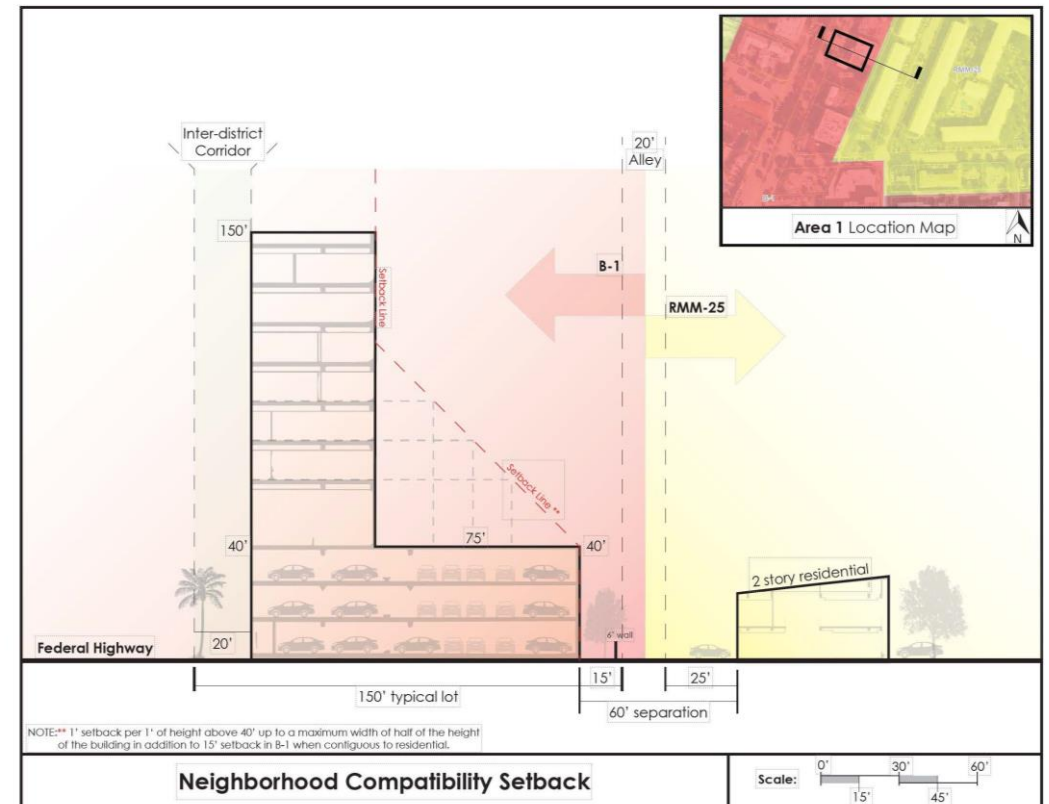 RMM-25
B-1
Area 1 Location Map
N
Inter-district
Corridor
20'
Alley
150'
B-1
RMM-25
Setback Line
Setback Line **
40'
75'
40'
2 story residential
6' wall
Federal Highway
20'
15'
25'
150' typical lot
60' separation
NOTE:** 1' setback per 1' of height above 40' up to a maximum width of half of the height
of the building in addition to 15' setback in B-1 when contiguous to residential.
Neighborhood Compatibility Setback
Scale:
0'
30'
60'
15'
45'